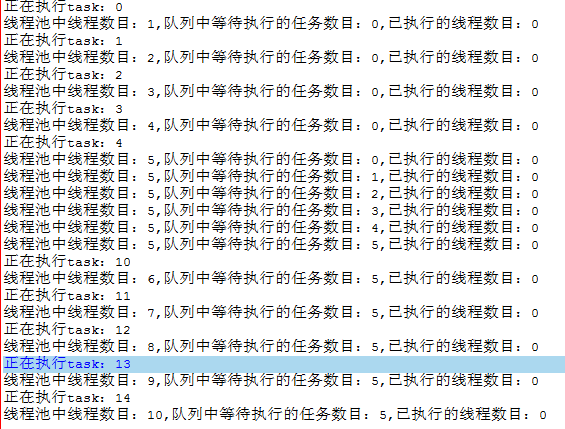 正在执行task：0
线程池中线程数目：1,队列中等待执行的任务数目：0,已执行的线程数目：0
正在执行task：1
线程池中线程数目：2,队列中等待执行的任务数目：0,已执行的线程数目：0
正在执行task：2
线程池中线程数目：3,队列中等待执行的任务数目：0,已执行的线程数目：0
正在执行task：3
线程池中线程数目：4,队列中等待执行的任务数目：0,已执行的线程数目：0
正在执行task：4
线程池中线程数目：5,队列中等待执行的任务数目：0,已执行的线程数目：0
线程池中线程数目：5,队列中等待执行的任务数目：1,已执行的线程数目：0
线程池中线程数目：5,队列中等待执行的任务数目：2,已执行的线程数目：0
线程池中线程数目：5,队列中等待执行的任务数目：3,已执行的线程数目：0
线程池中线程数目：5,队列中等待执行的任务数目：4,已执行的线程数目：0
线程池中线程数目：5,队列中等待执行的任务数目：5,已执行的线程数目：0
正在执行task：10
线程池中线程数目：6,队列中等待执行的任务数目：5,已执行的线程数目：0
正在执行task：11
线程池中线程数目：7,队列中等待执行的任务数目：5,已执行的线程数目：0
正在执行task：12
线程池中线程数目：8,队列中等待执行的任务数目：5,已执行的线程数目：0
正在执行task：13
线程池中线程数目：9,队列中等待执行的任务数目：5,已执行的线程数目：0
正在执行task：14
线程池中线程数目：10,队列中等待执行的任务数目：5,已执行的线程数目：0